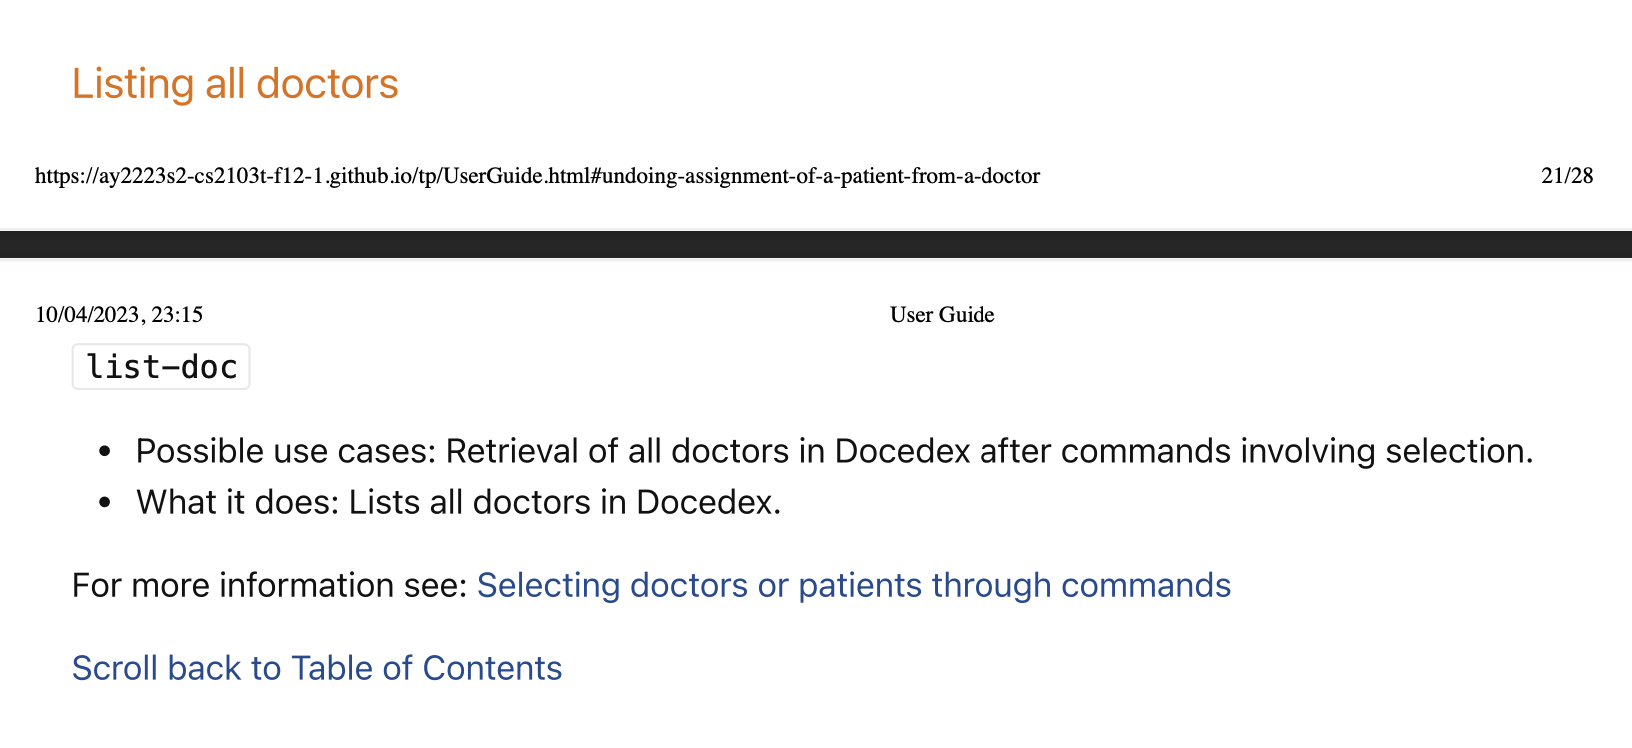 Listing all doctors
https://ay2223s2-cs2103t-f12-1.github.io/tp/UserGuide.html#undoing-assignment-of-a-patient-from-a-doctor 21/28
10/04/2023, 23:15 User Guide
list-doc
• Possible use cases: Retrieval of all doctors in Docedex after commands involving selection.
• What it does: Lists all doctors in Docedex.
For more information see: Selecting doctors or patients through commands
Scroll back to Table of Contents